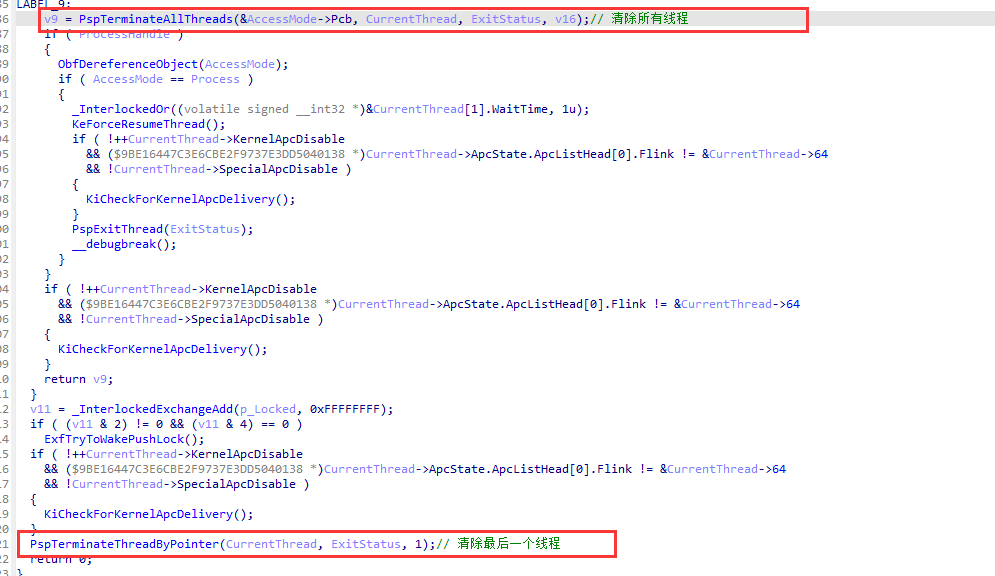 LABEL_9:
36 v9 = PspTerminateAllThreads(&AccessMode->Pcb, CurrentThread, ExitStatus, v16);// 清除所有线程
37 if ( ProcessHandle )
38 {
39 ObfDereferenceObject(AccessMode);
90 if ( AccessMode == Process )
91 {
92 _InterlockedOr((volatile signed __int32 *)&CurrentThread[1].WaitTime, 1u);
93 KeForceResumeThread();
94 if ( !++CurrentThread->KernelApcDisable
95 && ($9BE16447C3E6CBE2F9737E3DD5040138 *)CurrentThread->ApcState.ApcListHead[0].Flink != &CurrentThread->64
96 && !CurrentThread->SpecialApcDisable )
97 {
98 KiCheckForKernelApcDelivery();
99 }
00 PspExitThread(ExitStatus);
01 __debugbreak();
02 }
03 }
04 if ( !++CurrentThread->KernelApcDisable
05 && ($9BE16447C3E6CBE2F9737E3DD5040138 *)CurrentThread->ApcState.ApcListHead[0].Flink != &CurrentThread->64
06 && !CurrentThread->SpecialApcDisable )
07 {
08 KiCheckForKernelApcDelivery();
09 }
10 return v9;
11 }
12 v11 = _InterlockedExchangeAdd(p_Locked, 0xFFFFFFFF);
13 if ( (v11 & 2) != 0 && (v11 & 4) == 0 )
14 ExfTryToWakePushLock();
15 if ( !++CurrentThread->KernelApcDisable
16 && ($9BE16447C3E6CBE2F9737E3DD5040138 *)CurrentThread->ApcState.ApcListHead[0].Flink != &CurrentThread->64
17 && !CurrentThread->SpecialApcDisable )
18 {
19 KiCheckForKernelApcDelivery();
20 }
21 PspTerminateThreadByPointer(CurrentThread, ExitStatus, 1);// 清除最后一个线程
22 return 0;
23 }